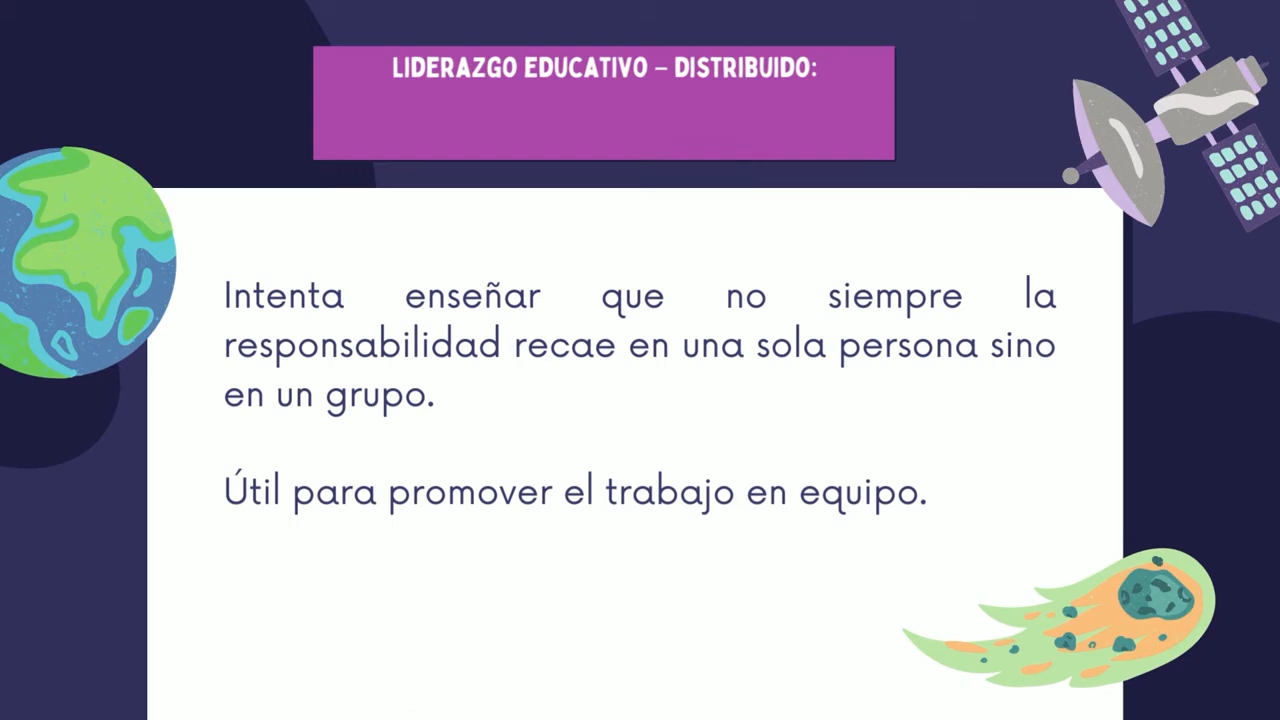 LIDERAZGO EDUCATIVO – DISTRIBUIDO:
Intenta enseñar que no siempre la
responsabilidad recae en una sola persona sino
en un grupo.
Útil para promover el trabajo en equipo.